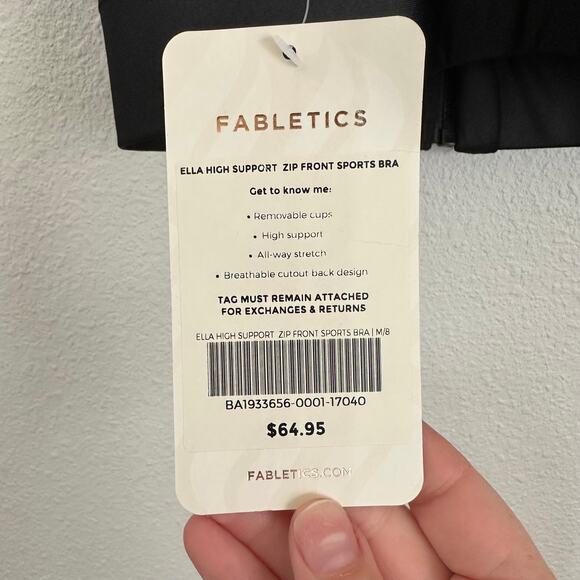 FABLETICS
ELLA HIGH SUPPORT ZIP FRONT SPORTS BRA
Get to know me:
• Removable cups
• High support
• All-way stretch
• Breathable cutout back design
TAG MUST REMAIN ATTACHED
FOR EXCHANGES & RETURNS
ELLA HIGH SUPPORT ZIP FRONT SPORTS BRA | M/8
BA1933656-0001-17040
$64.95
FABLETICS.COM